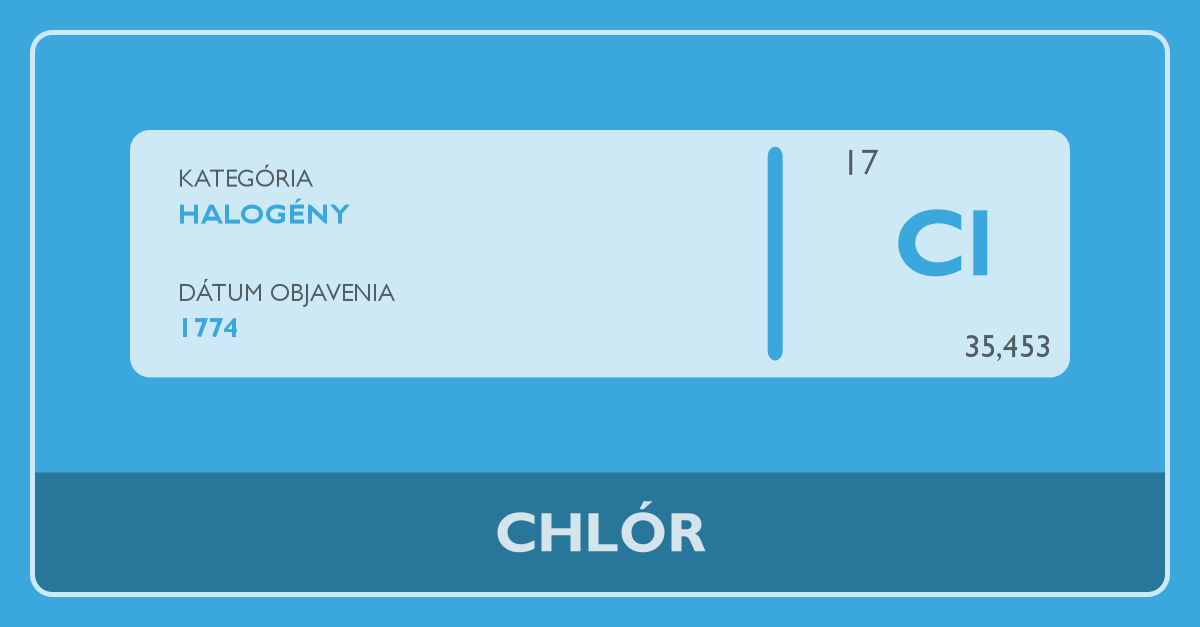 KATEGÓRIA
HALOGÉNY
DÁTUM OBJAVENIA
1774
17
Cl
35,453
CHLÓR